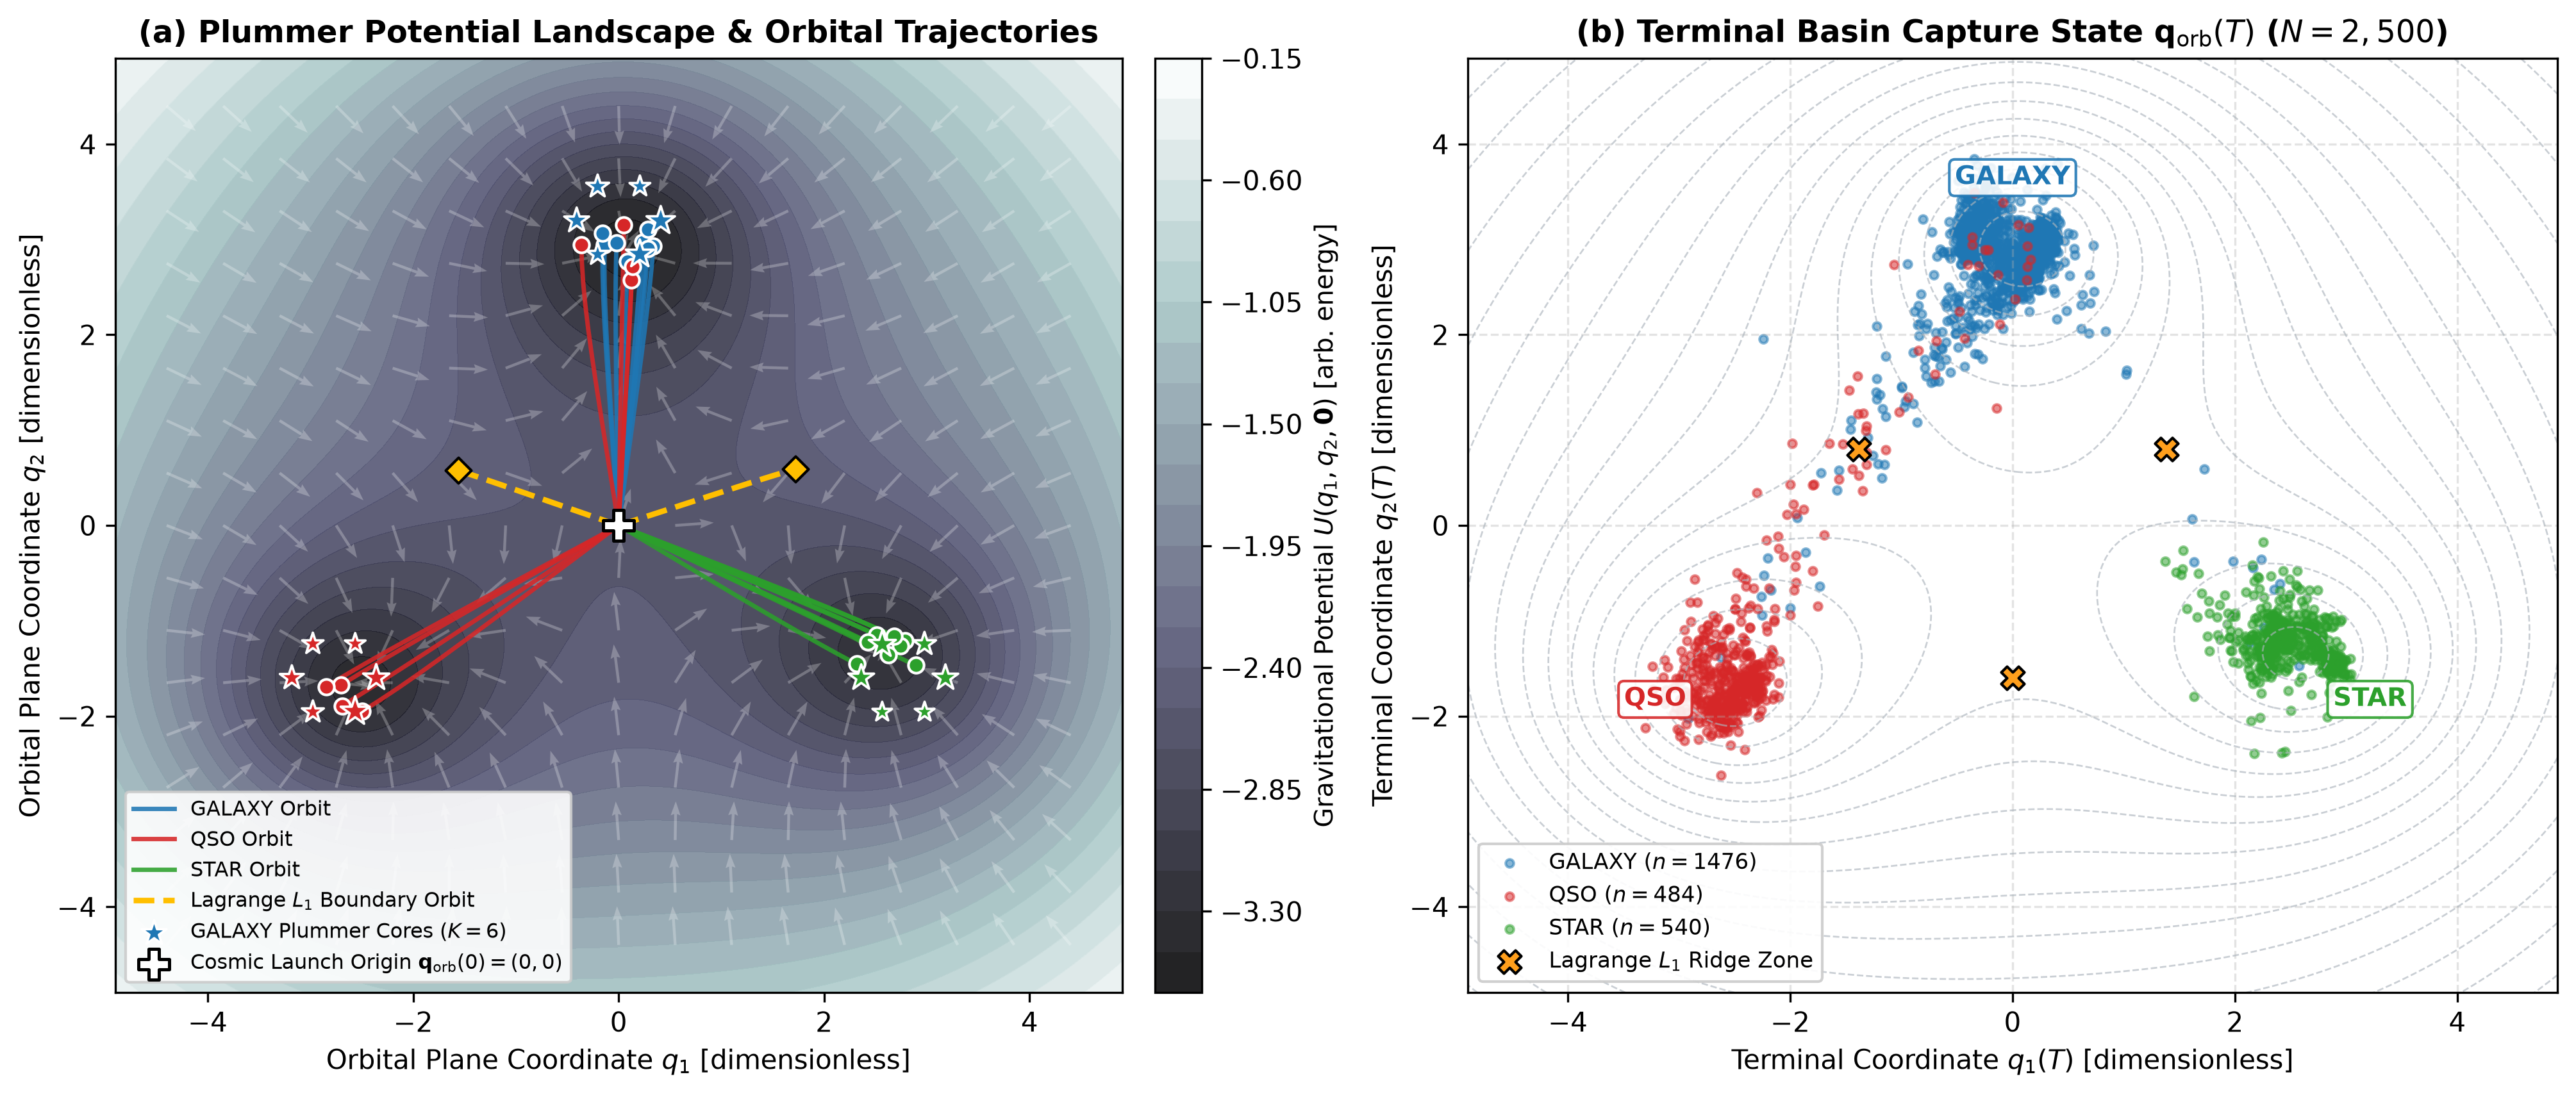 (a) Plummer Potential Landscape & Orbital Trajectories
Orbital Plane Coordinate q₂ [dimensionless]
4
2
0
−2
−4
GALAXY Orbit
QSO Orbit
STAR Orbit
Lagrange L₁ Boundary Orbit
GALAXY Plummer Cores (K = 6)
Cosmic Launch Origin q_orb(0) = (0, 0)
−4
−2
0
2
4
Orbital Plane Coordinate q₁ [dimensionless]
−0.15
−0.60
−1.05
−1.50
−1.95
−2.40
−2.85
−3.30
Gravitational Potential U(q₁, q₂, 0) [arb. energy]
(b) Terminal Basin Capture State q_orb(T) (N = 2, 500)
Terminal Coordinate q₂(T) [dimensionless]
4
2
0
−2
−4
GALAXY
QSO
STAR
GALAXY (n = 1476)
QSO (n = 484)
STAR (n = 540)
Lagrange L₁ Ridge Zone
−4
−2
0
2
4
Terminal Coordinate q₁(T) [dimensionless]